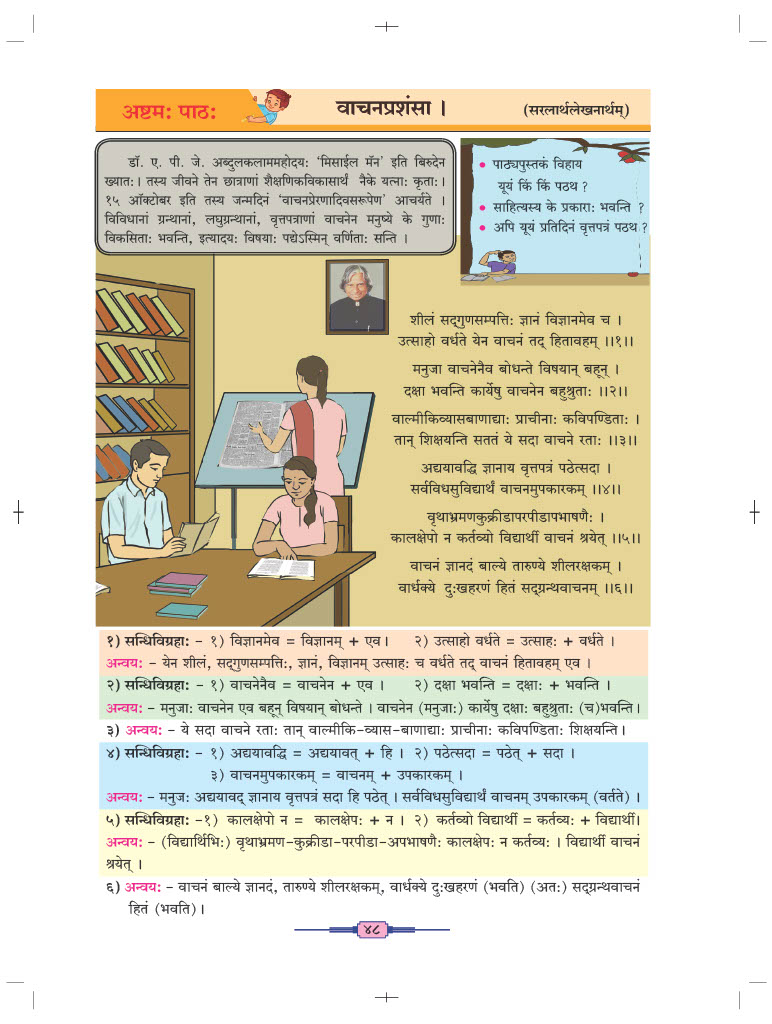 अष्टमः पाठः
वाचनप्रशंसा ।
(सरलार्थलेखनार्थम्)
डॉ. ए. पी. जे. अब्दुलकलाममहोदयः 'मिसाईल मॅन' इति बिरुदेन
ख्यातः। तस्य जीवने तेन छात्राणां शैक्षणिकविकासार्थं नैके यत्नाः कृताः।
१५ ऑक्टोबर इति तस्य जन्मदिनं 'वाचनप्रेरणादिवसरूपेण' आचर्यते ।
विविधानां ग्रन्थानां, लघुग्रन्थानां, वृत्तपत्राणां वाचनेन मनुष्ये के गुणाः
विकसिताः भवन्ति, इत्यादयः विषयाः पद्येऽस्मिन् वर्णिताः सन्ति ।
• पाठ्यपुस्तकं विहाय
यूयं किं किं पठथ ?
• साहित्यस्य के प्रकाराः भवन्ति ?
• अपि यूयं प्रतिदिनं वृत्तपत्रं पठथ ?
शीलं सद्गुणसम्पत्तिः ज्ञानं विज्ञानमेव च ।
उत्साहो वर्धते येन वाचनं तद् हितावहम् ।।१।।
मनुजा वाचनेनैव बोधन्ते विषयान् बहून् ।
दक्षा भवन्ति कार्येषु वाचनेन बहुश्रुताः ।।२।।
वाल्मीकिव्यासबाणाद्याः प्राचीनाः कविपण्डिताः ।
तान् शिक्षयन्ति सततं ये सदा वाचने रताः ।।३।।
अद्ययावद्धि ज्ञानाय वृत्तपत्रं पठेत्सदा ।
सर्वविधसुविद्यार्थं वाचनमुपकारकम् ।।४।।
वृथाभ्रमणकुक्रीडापरपीडापभाषणैः ।
कालक्षेपो न कर्तव्यो विद्यार्थी वाचनं श्रयेत् ।।५।।
वाचनं ज्ञानदं बाल्ये तारुण्ये शीलरक्षकम् ।
वार्धक्ये दुःखहरणं हितं सद्ग्रन्थवाचनम् ।।६।।
१) सन्धिविग्रहाः - १) विज्ञानमेव = विज्ञानम् + एव। २) उत्साहो वर्धते = उत्साहः + वर्धते ।
अन्वयः - येन शीलं, सद्गुणसम्पत्तिः, ज्ञानं, विज्ञानम् उत्साहः च वर्धते तद् वाचनं हितावहम् एव ।
२) सन्धिविग्रहाः - १) वाचनेनैव = वाचनेन + एव । २) दक्षा भवन्ति = दक्षाः + भवन्ति ।
अन्वयः - मनुजाः वाचनेन एव बहून् विषयान् बोधन्ते । वाचनेन (मनुजाः) कार्येषु दक्षाः बहुश्रुताः (च)भवन्ति।
३) अन्वयः - ये सदा वाचने रताः तान् वाल्मीकि-व्यास-बाणाद्याः प्राचीनाः कविपण्डिताः शिक्षयन्ति।
४) सन्धिविग्रहाः - १) अद्ययावद्धि = अद्ययावत् + हि । २) पठेत्सदा = पठेत् + सदा ।
३) वाचनमुपकारकम् = वाचनम् + उपकारकम् ।
अन्वयः - मनुजः अद्ययावद् ज्ञानाय वृत्तपत्रं सदा हि पठेत् । सर्वविधसुविद्यार्थं वाचनम् उपकारकम् (वर्तते) ।
५) सन्धिविग्रहाः -१) कालक्षेपो न = कालक्षेपः + न । २) कर्तव्यो विद्यार्थी = कर्तव्यः + विद्यार्थी।
अन्वयः - (विद्यार्थिभिः) वृथाभ्रमण-कुक्रीडा-परपीडा-अपभाषणैः कालक्षेपः न कर्तव्यः । विद्यार्थी वाचनं
श्रयेत् ।
६) अन्वयः - वाचनं बाल्ये ज्ञानदं, तारुण्ये शीलरक्षकम्, वार्धक्ये दुःखहरणं (भवति) (अतः) सद्ग्रन्थवाचनं
हितं (भवति)।
४८